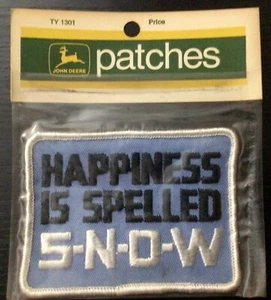 TY 1301 Price
JOHN DEERE
patches
HAPPINESS
IS SPELLED
S-N-O-W